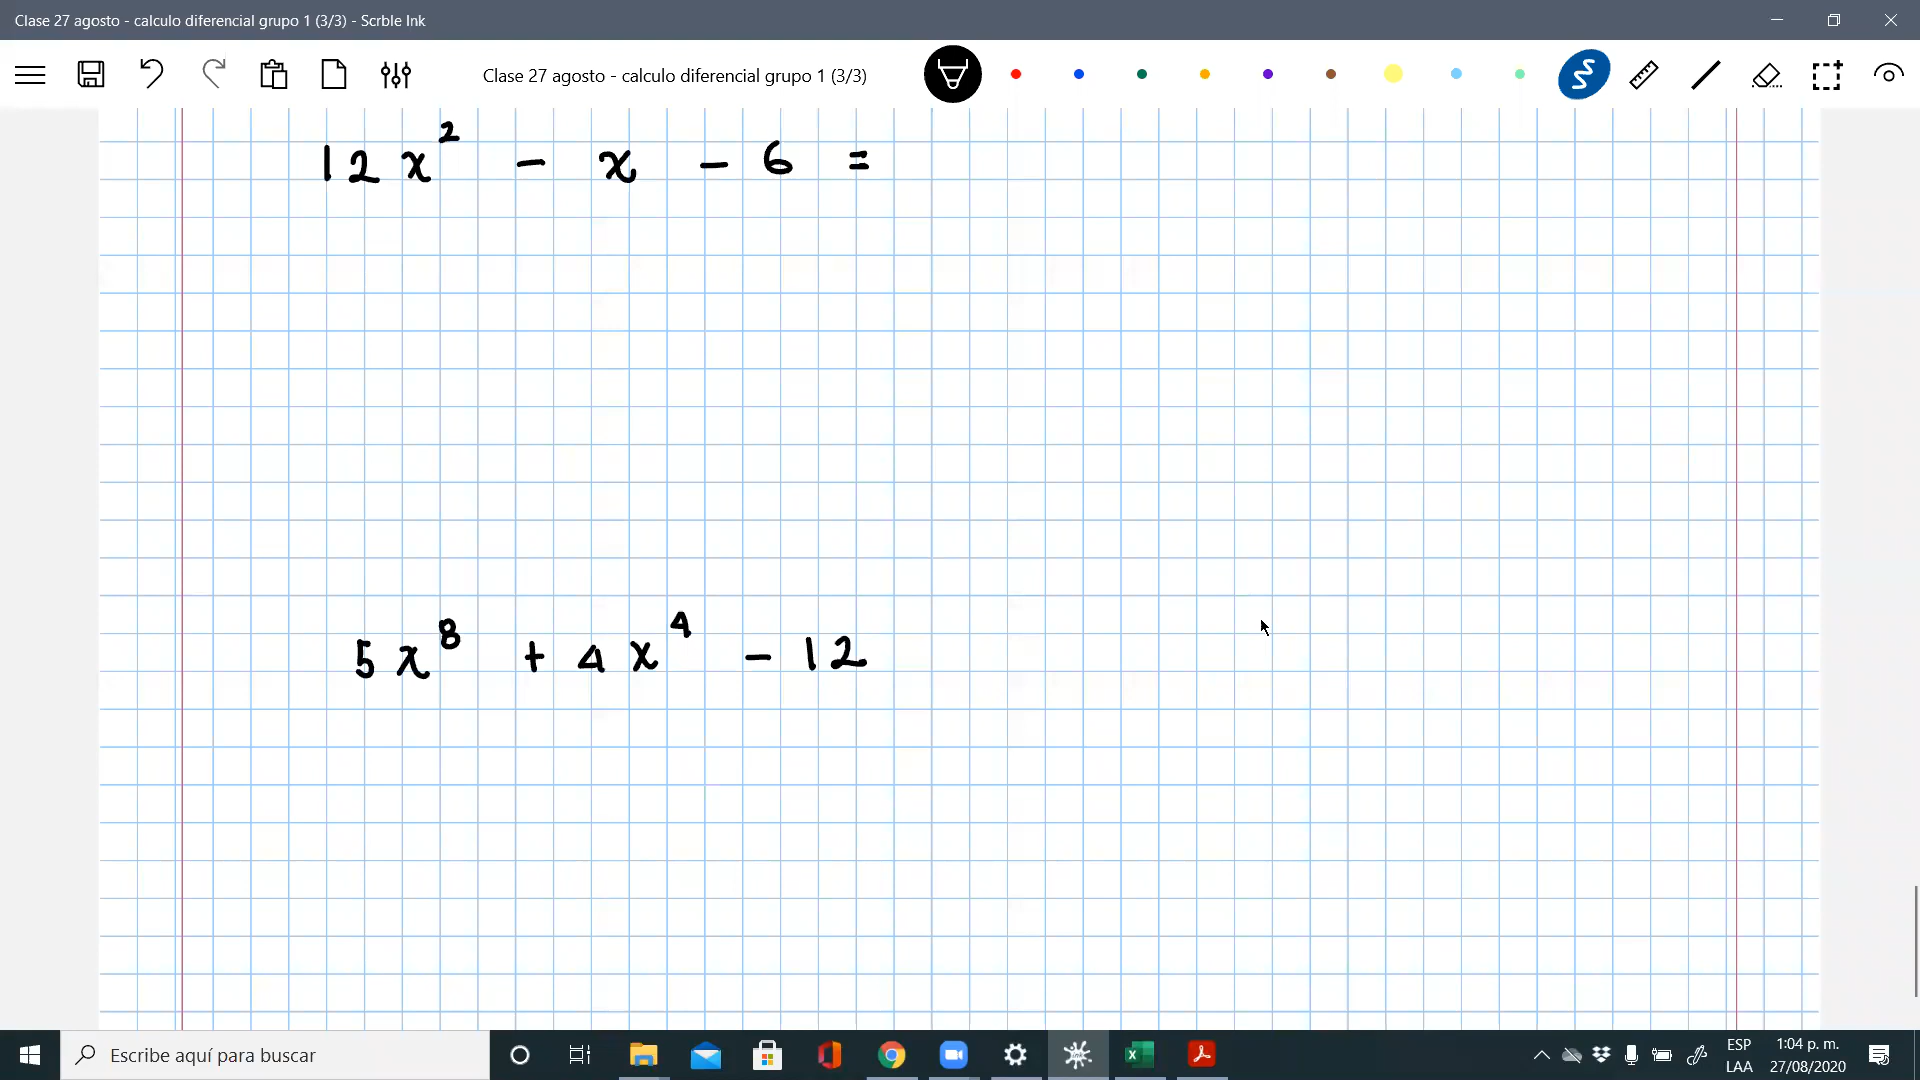 Clase 27 agosto - calculo diferencial grupo 1 (3/3) - Scrble Ink
Clase 27 agosto - calculo diferencial grupo 1 (3/3)
12x² - x - 6 =
5x⁸ + 4x⁴ - 12
Escribe aquí para buscar
ESP
LAA
1:04 p. m.
27/08/2020